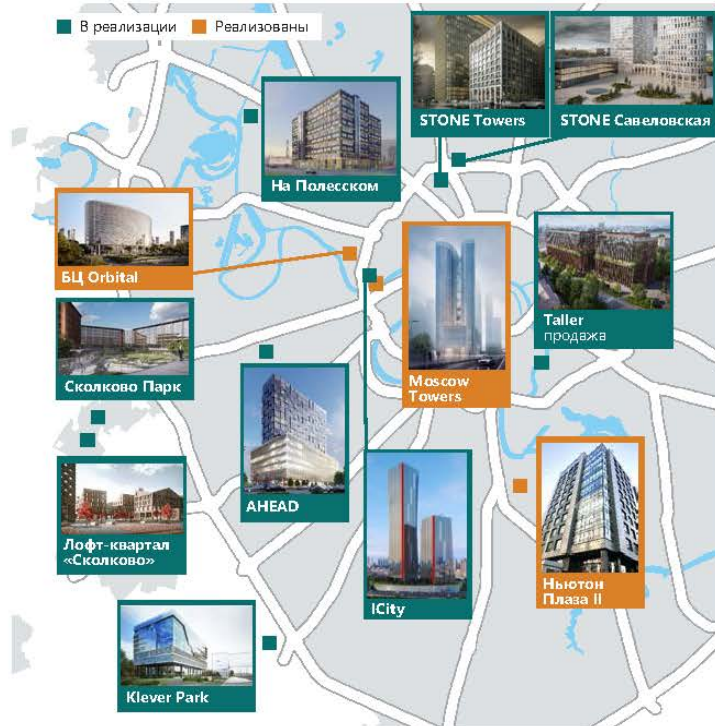 В реализации
Реализованы
STONE Towers
STONE Савеловская
На Полесском
БЦ Orbital
Taller
продажа
Сколково Парк
Moscow
Towers
AHEAD
Лофт-квартал
«Сколково»
ICity
Ньютон
Плаза II
Klever Park